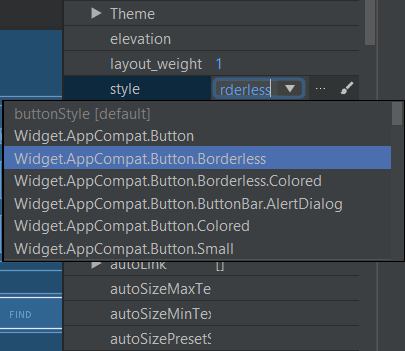 Theme
elevation
layout_weight 1
style rderless ...
buttonStyle [default]
Widget.AppCompat.Button
Widget.AppCompat.Button.Borderless
Widget.AppCompat.Button.Borderless.Colored
Widget.AppCompat.Button.ButtonBar.AlertDialog
Widget.AppCompat.Button.Colored
Widget.AppCompat.Button.Small
autoLink []
autoSizeMaxTe
FIND autoSizeMinTex
autoSizePresetS